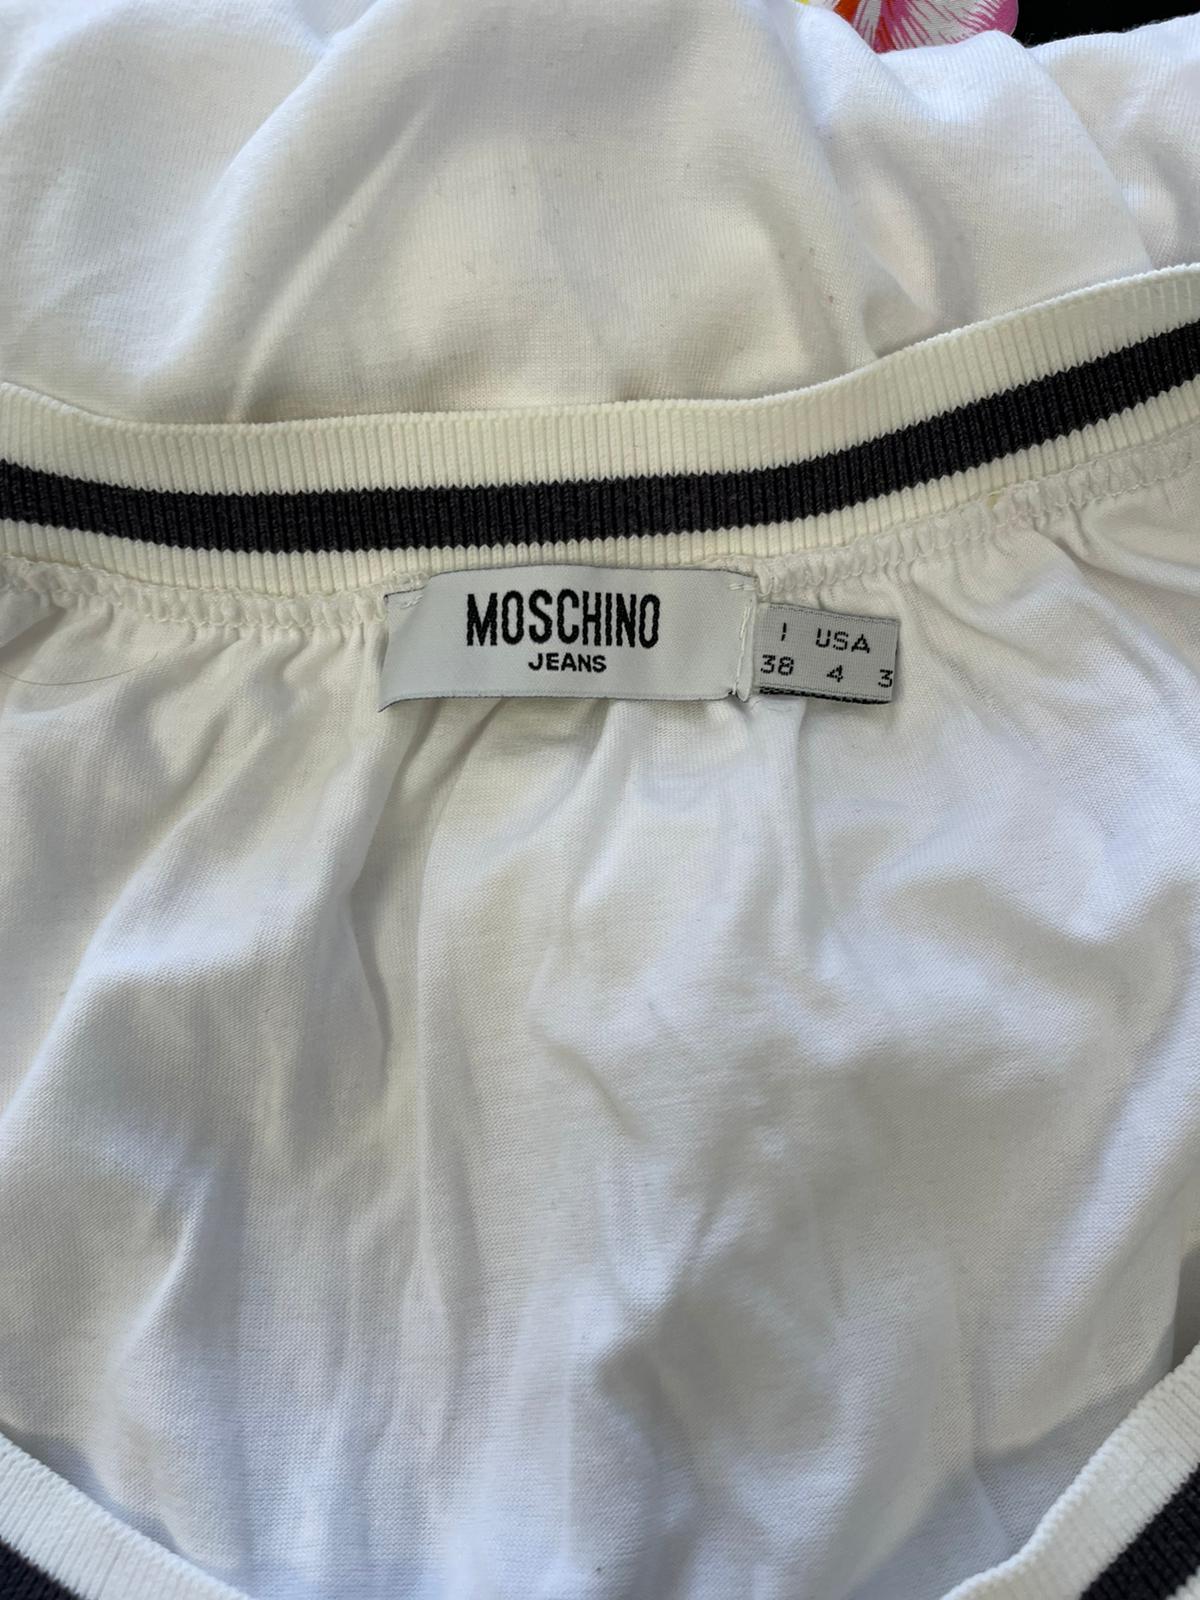 MOSCHINO
JEANS
I USA
38 4 3